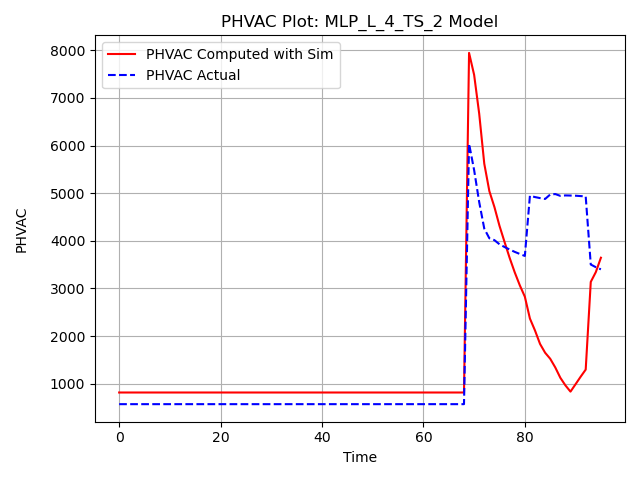 PHVAC Plot: MLP_L_4_TS_2 Model
PHVAC Computed with Sim
PHVAC Actual
8000
7000
6000
5000
4000
3000
2000
1000
PHVAC
0
20
40
60
80
Time